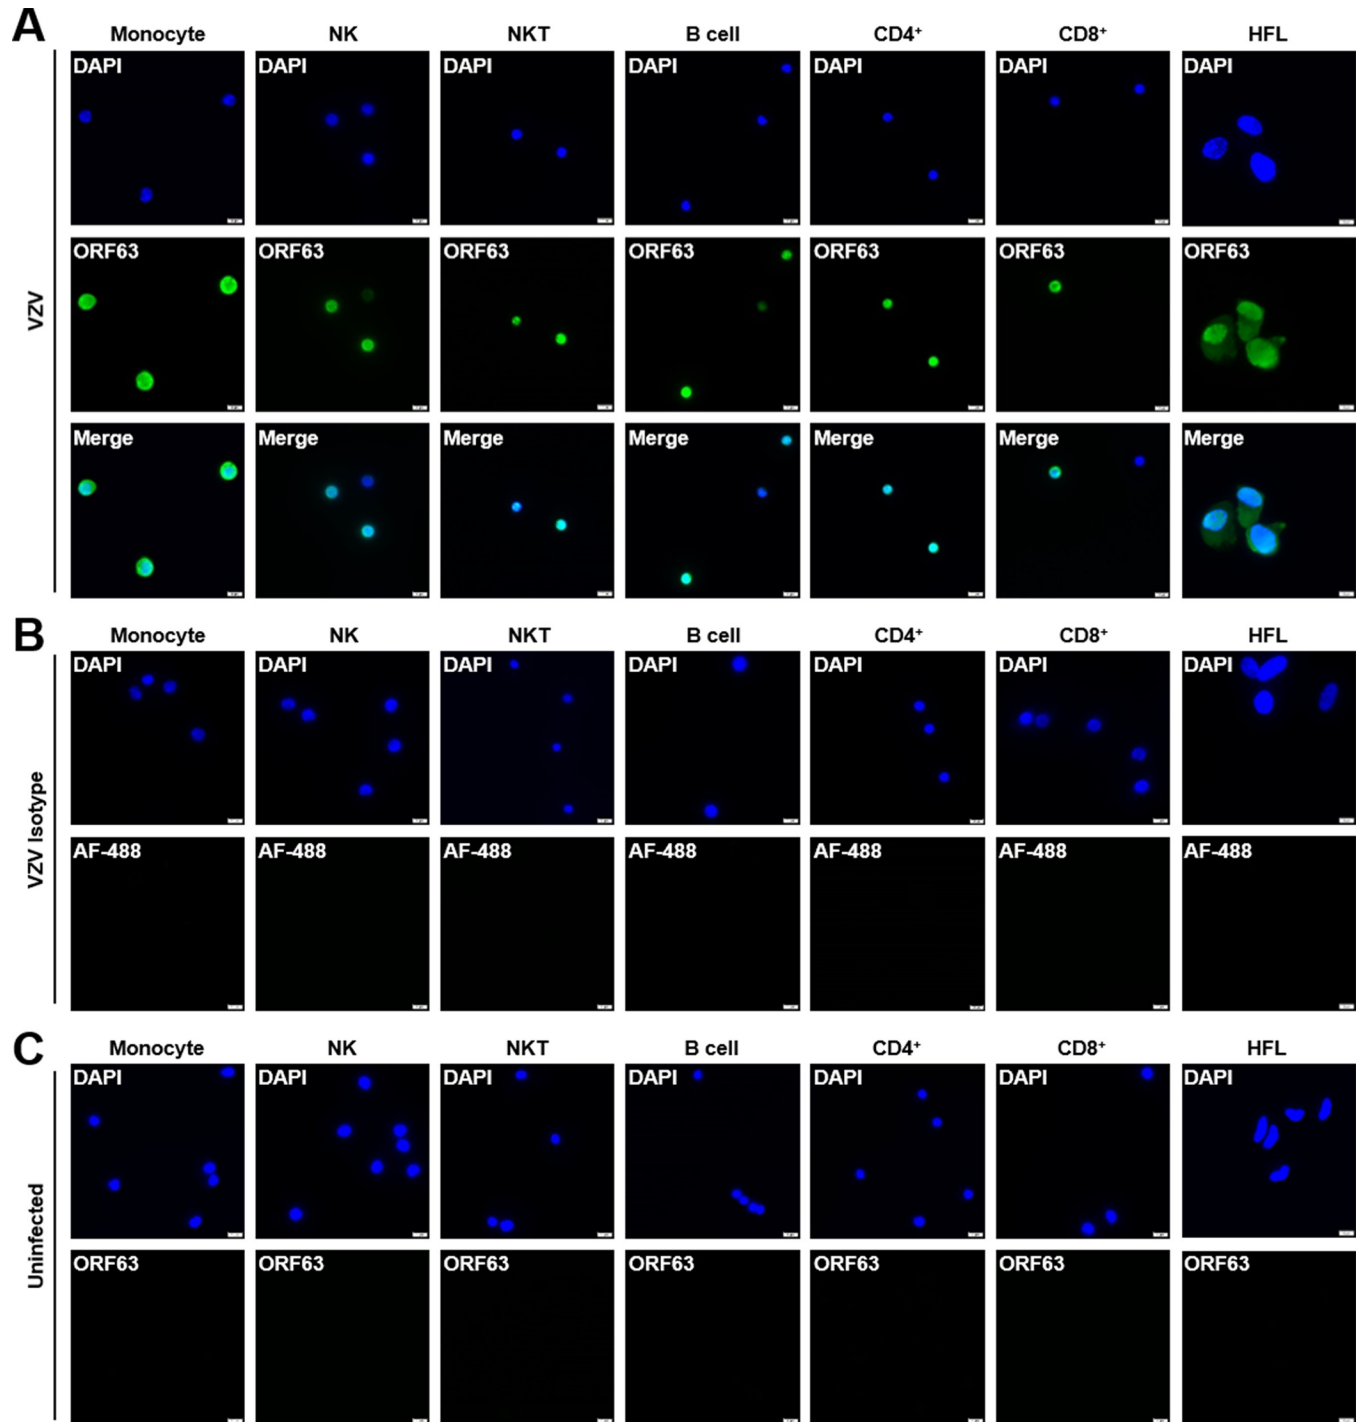 A
Monocyte NK NKT B cell CD4⁺ CD8⁺ HFL
VZV
DAPI DAPI DAPI DAPI DAPI DAPI DAPI
ORF63 ORF63 ORF63 ORF63 ORF63 ORF63 ORF63
Merge Merge Merge Merge Merge Merge Merge
B
Monocyte NK NKT B cell CD4⁺ CD8⁺ HFL
VZV Isotype
DAPI DAPI DAPI DAPI DAPI DAPI DAPI
AF-488 AF-488 AF-488 AF-488 AF-488 AF-488 AF-488
C
Monocyte NK NKT B cell CD4⁺ CD8⁺ HFL
Uninfected
DAPI DAPI DAPI DAPI DAPI DAPI DAPI
ORF63 ORF63 ORF63 ORF63 ORF63 ORF63 ORF63